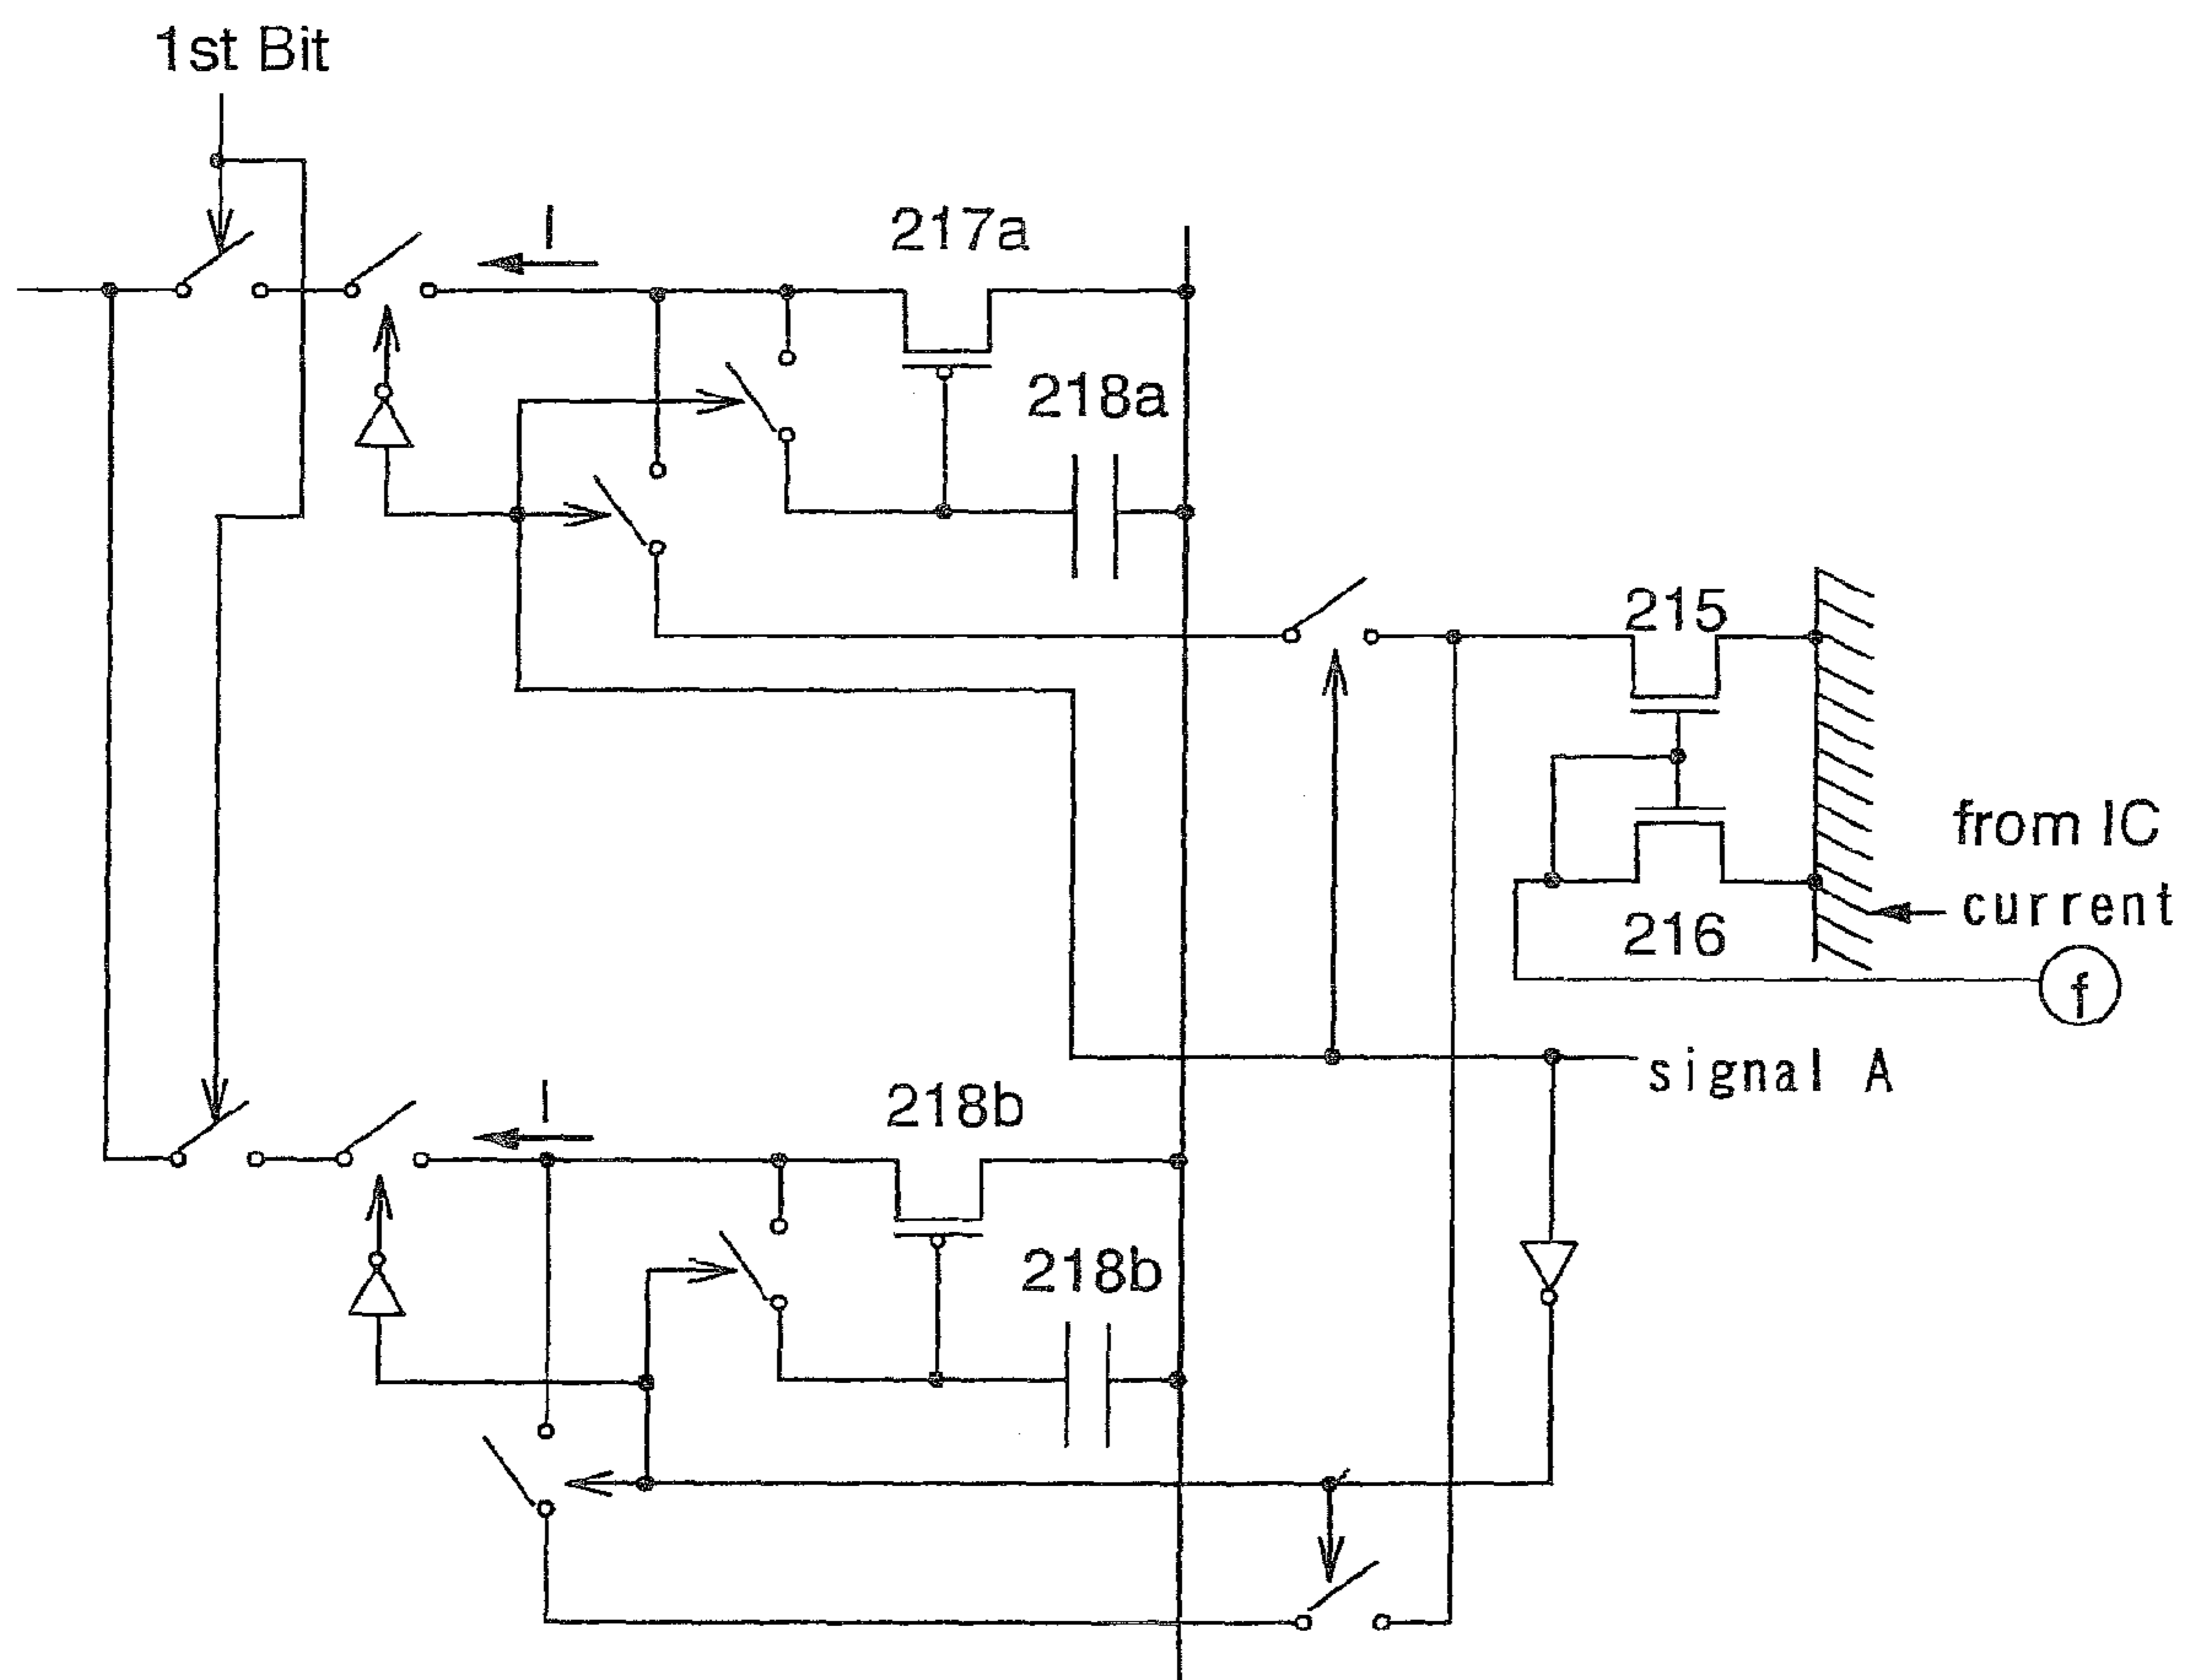 1st Bit
I
217a
218a
215
from IC
current
216
f
signal A
I
218b
218b